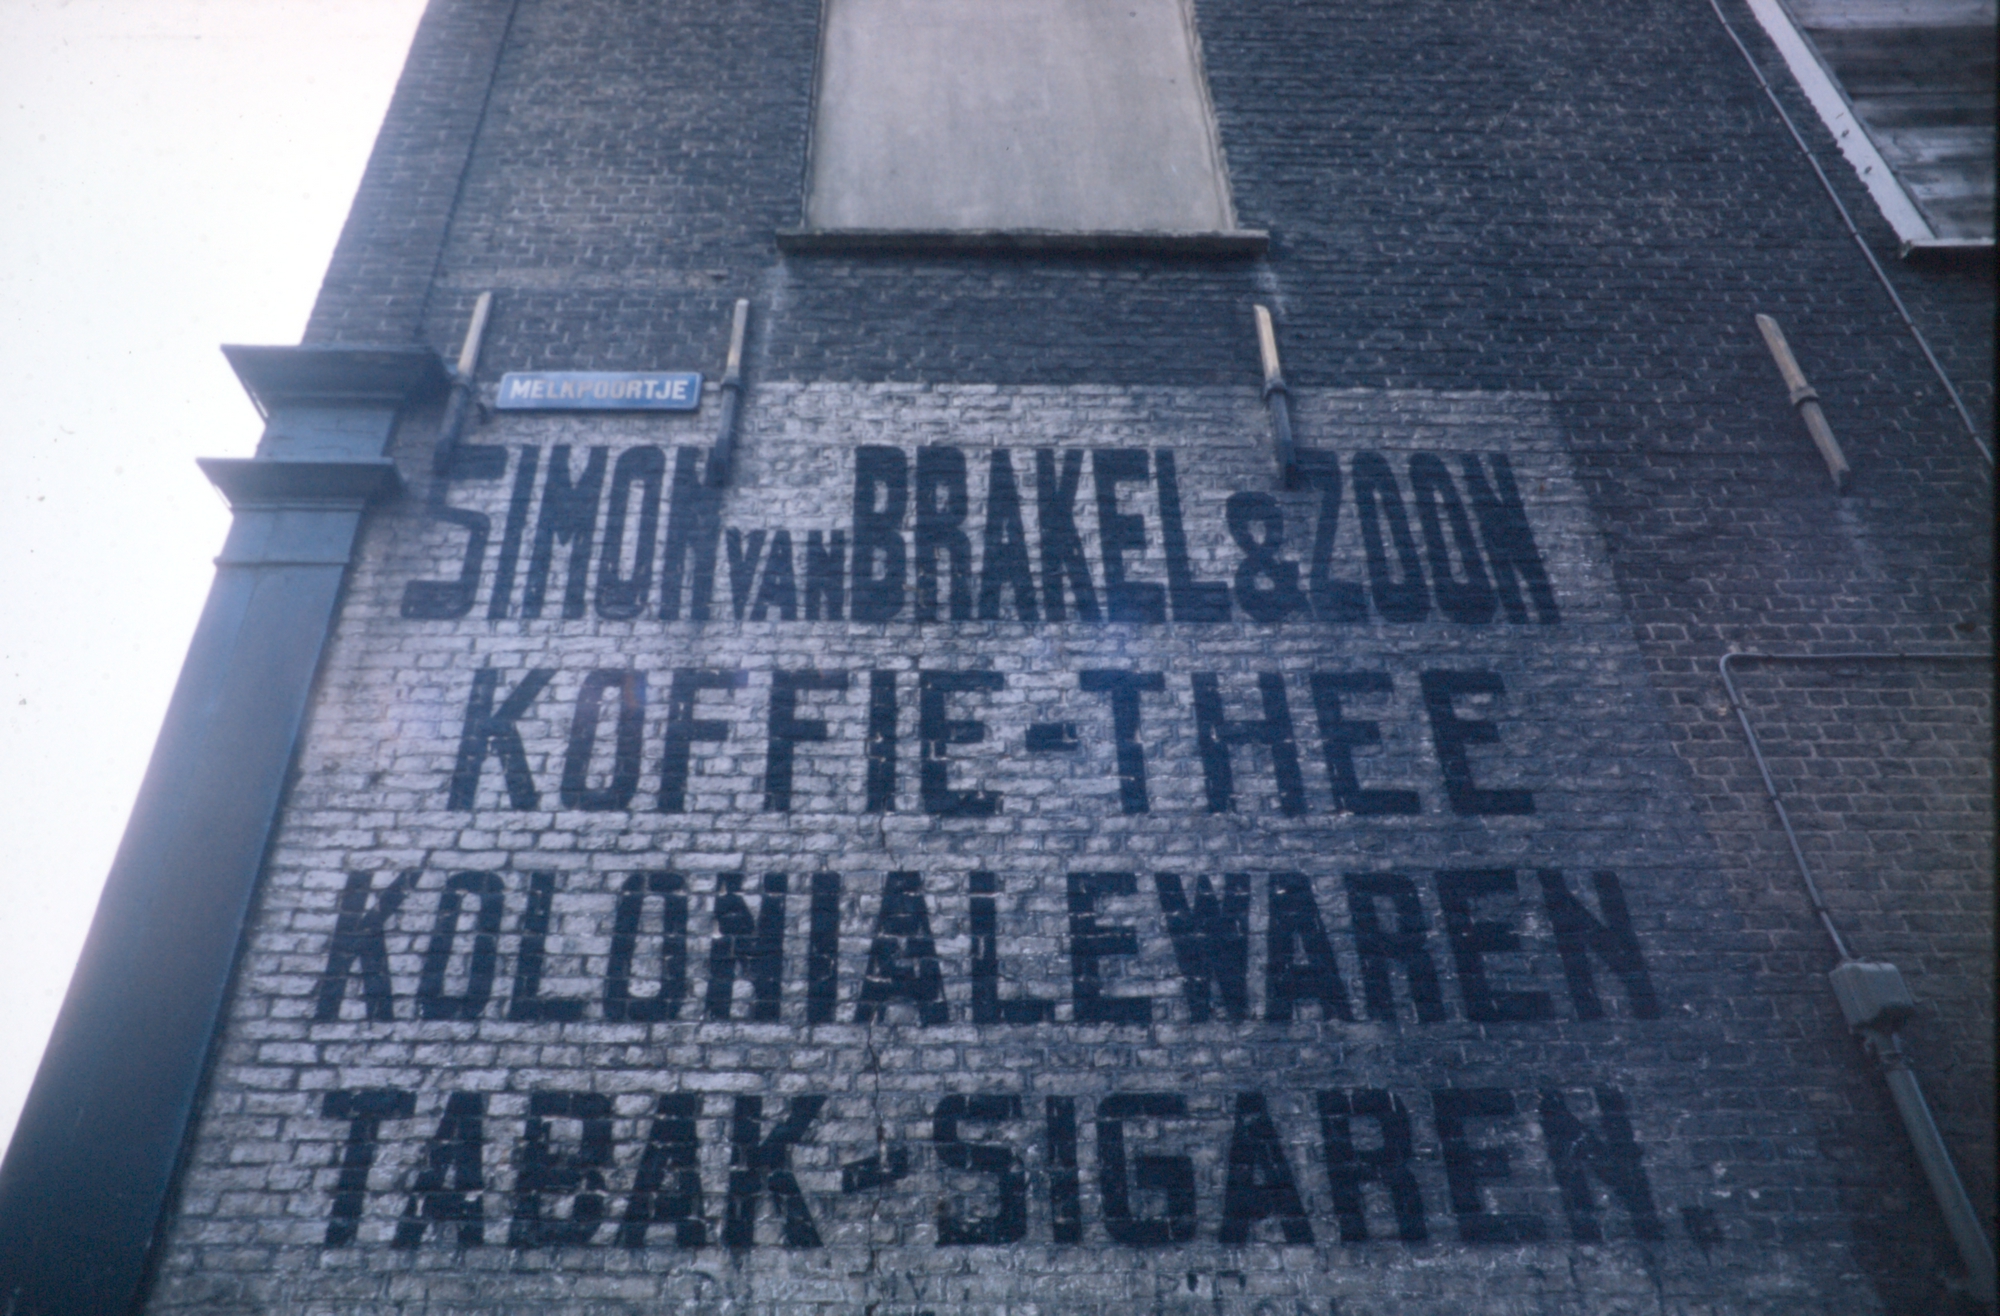 MELKPOORTJE
SIMON VAN BRAKEL & ZOON
KOFFIE-THEE
KOLONIALEWAREN
TABAK-SIGAREN.